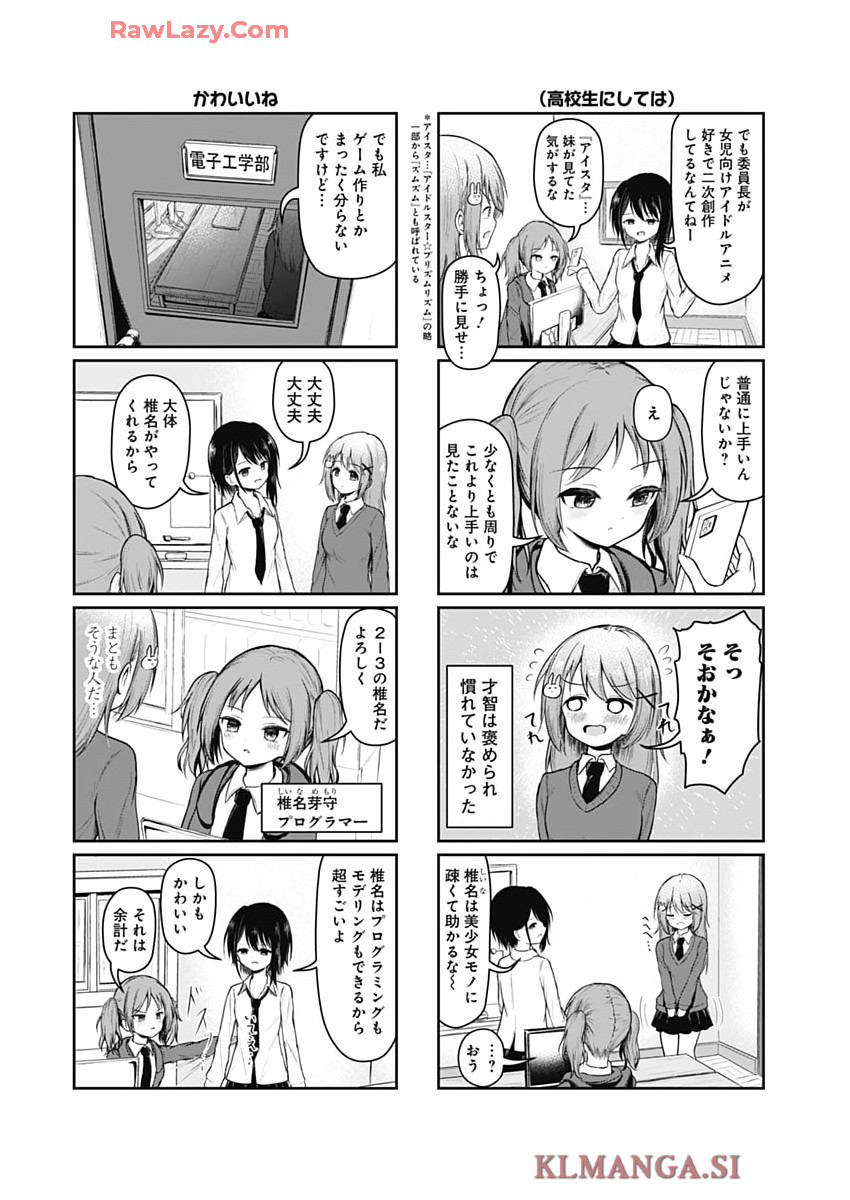 RawLazy.Com
（高校生にしては）
でも委員長が
女児向けアイドルアニメ
好きで二次創作
してるなんてねー
『アイスタ』…
妹が見てた
気がするな
ちょっ！
勝手に見せ…
＊アイスタ…『アイドルスター☆プリズムリズム』の略
一部から『ズムズム』とも呼ばれている
普通に上手いん
じゃないか？
え
少なくとも周りで
これより上手いのは
見たことないな
そっ
そおかなぁ！
てれ
てれ
才智は褒められ
慣れていなかった
椎名は美少女モノに
しいな
疎くて助かるな～
…？
おう
かわいいね
でも私
ゲーム作りとか
まったく分らない
ですけど…
電子工学部
大丈夫
大丈夫
大体
椎名がやって
くれるから
２−３の椎名だ
よろしく
まとも
そうな人だ…
しいなめもり
椎名芽守
プログラマー
椎名はプログラミングも
モデリングもできるから
超すごいよ
しかも
かわいい
それは
余計だ
いてえ…
KLMANGA.SI